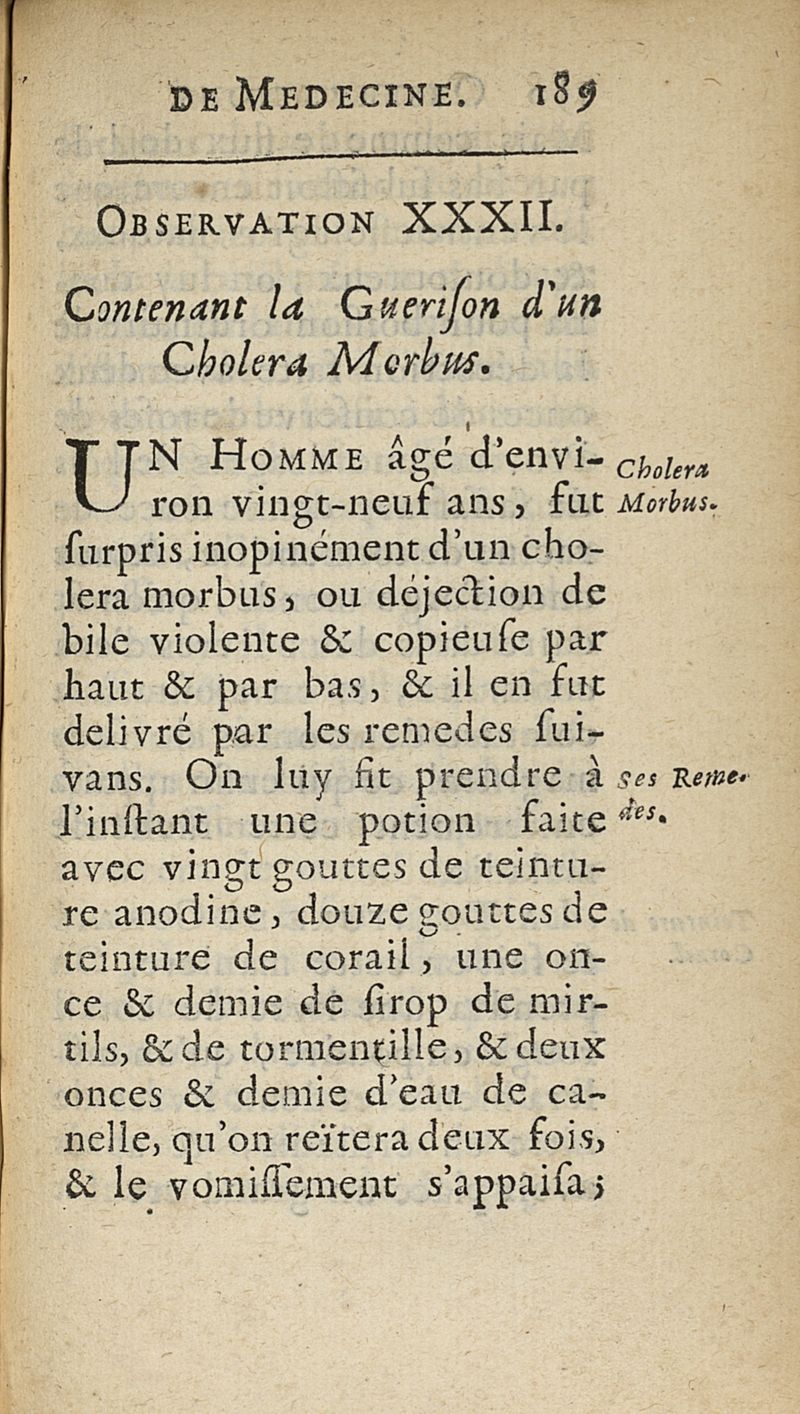 DE MEDECINE. 189
OBSERVATION XXXII.
Contenant la Gueriſon d'un
Cholera Morbus.
UN HOMME âgé d'envi-
ron vingt-neuf ans, fut
ſurpris inopinément d'un cho-
lera morbus, ou déjection de
bile violente & copieuſe par
haut & par bas, & il en fut
delivré par les remedes ſui-
vans. On luy fit prendre à
l'inſtant une potion faite
avec vingt gouttes de teintu-
re anodine, douze gouttes de
teinture de corail, une on-
ce & demie de ſirop de mir-
tils, & de tormentille, & deux
onces & demie d'eau de ca-
nelle, qu'on reïtera deux fois,
& le vomiſſement s'appaiſa;
Cholera
Morbus.
ses Reme-
des.